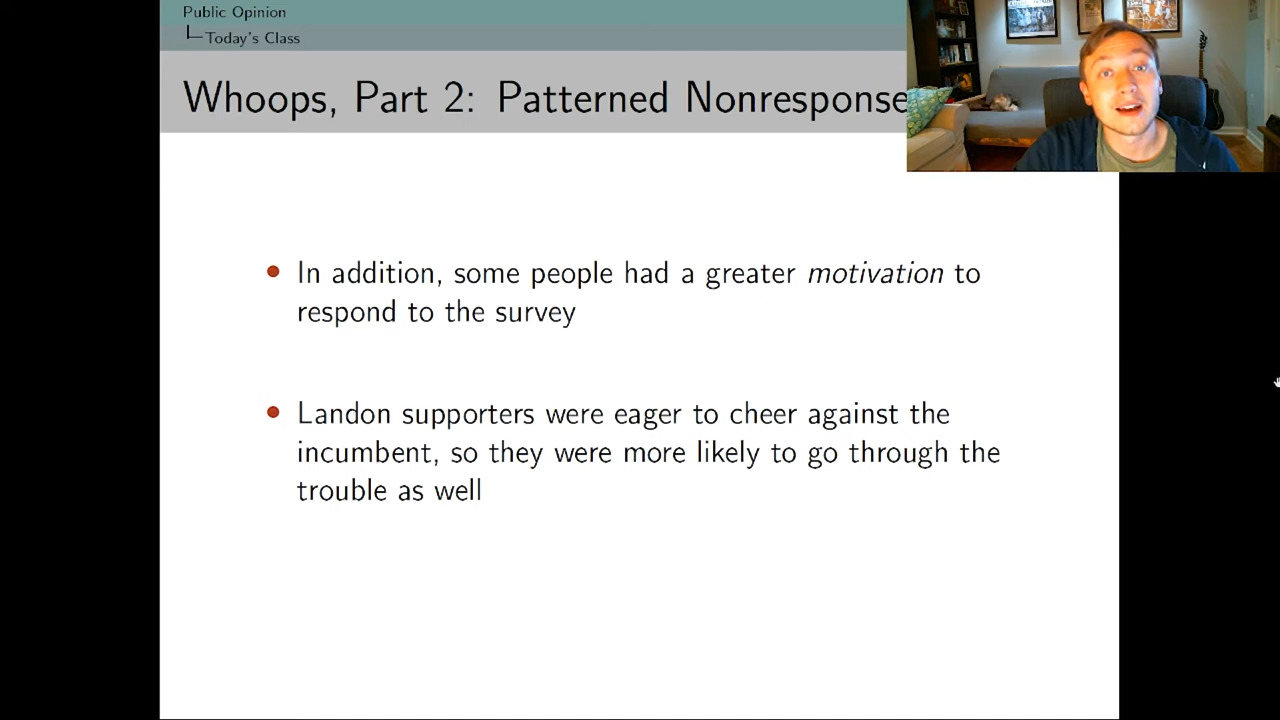 Public Opinion
Today's Class
Whoops, Part 2: Patterned Nonresponse
• In addition, some people had a greater motivation to
respond to the survey
• Landon supporters were eager to cheer against the
incumbent, so they were more likely to go through the
trouble as well